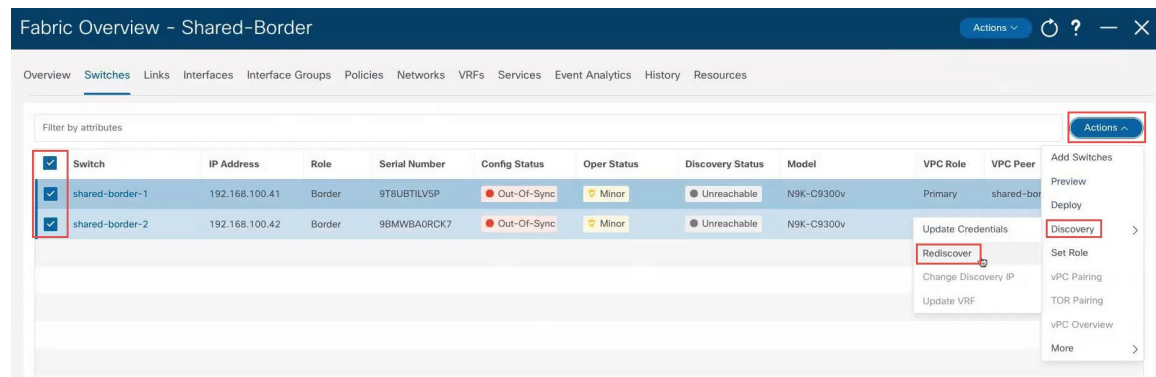 Fabric Overview - Shared-Border
Actions
?
Overview Switches Links Interfaces Interface Groups Policies Networks VRFs Services Event Analytics History Resources
Filter by attributes
Actions
Switch IP Address Role Serial Number Config Status Oper Status Discovery Status Model VPC Role VPC Peer
shared-border-1 192.168.100.41 Border 9T8UBTILV5P Out-Of-Sync Minor Unreachable N9K-C9300v Primary shared-bor
shared-border-2 192.168.100.42 Border 9BMWBA0RCK7 Out-Of-Sync Minor Unreachable N9K-C9300v
Update Credentials
Rediscover
Change Discovery IP
Update VRF
Add Switches
Preview
Deploy
Discovery
Set Role
vPC Pairing
TOR Pairing
vPC Overview
More